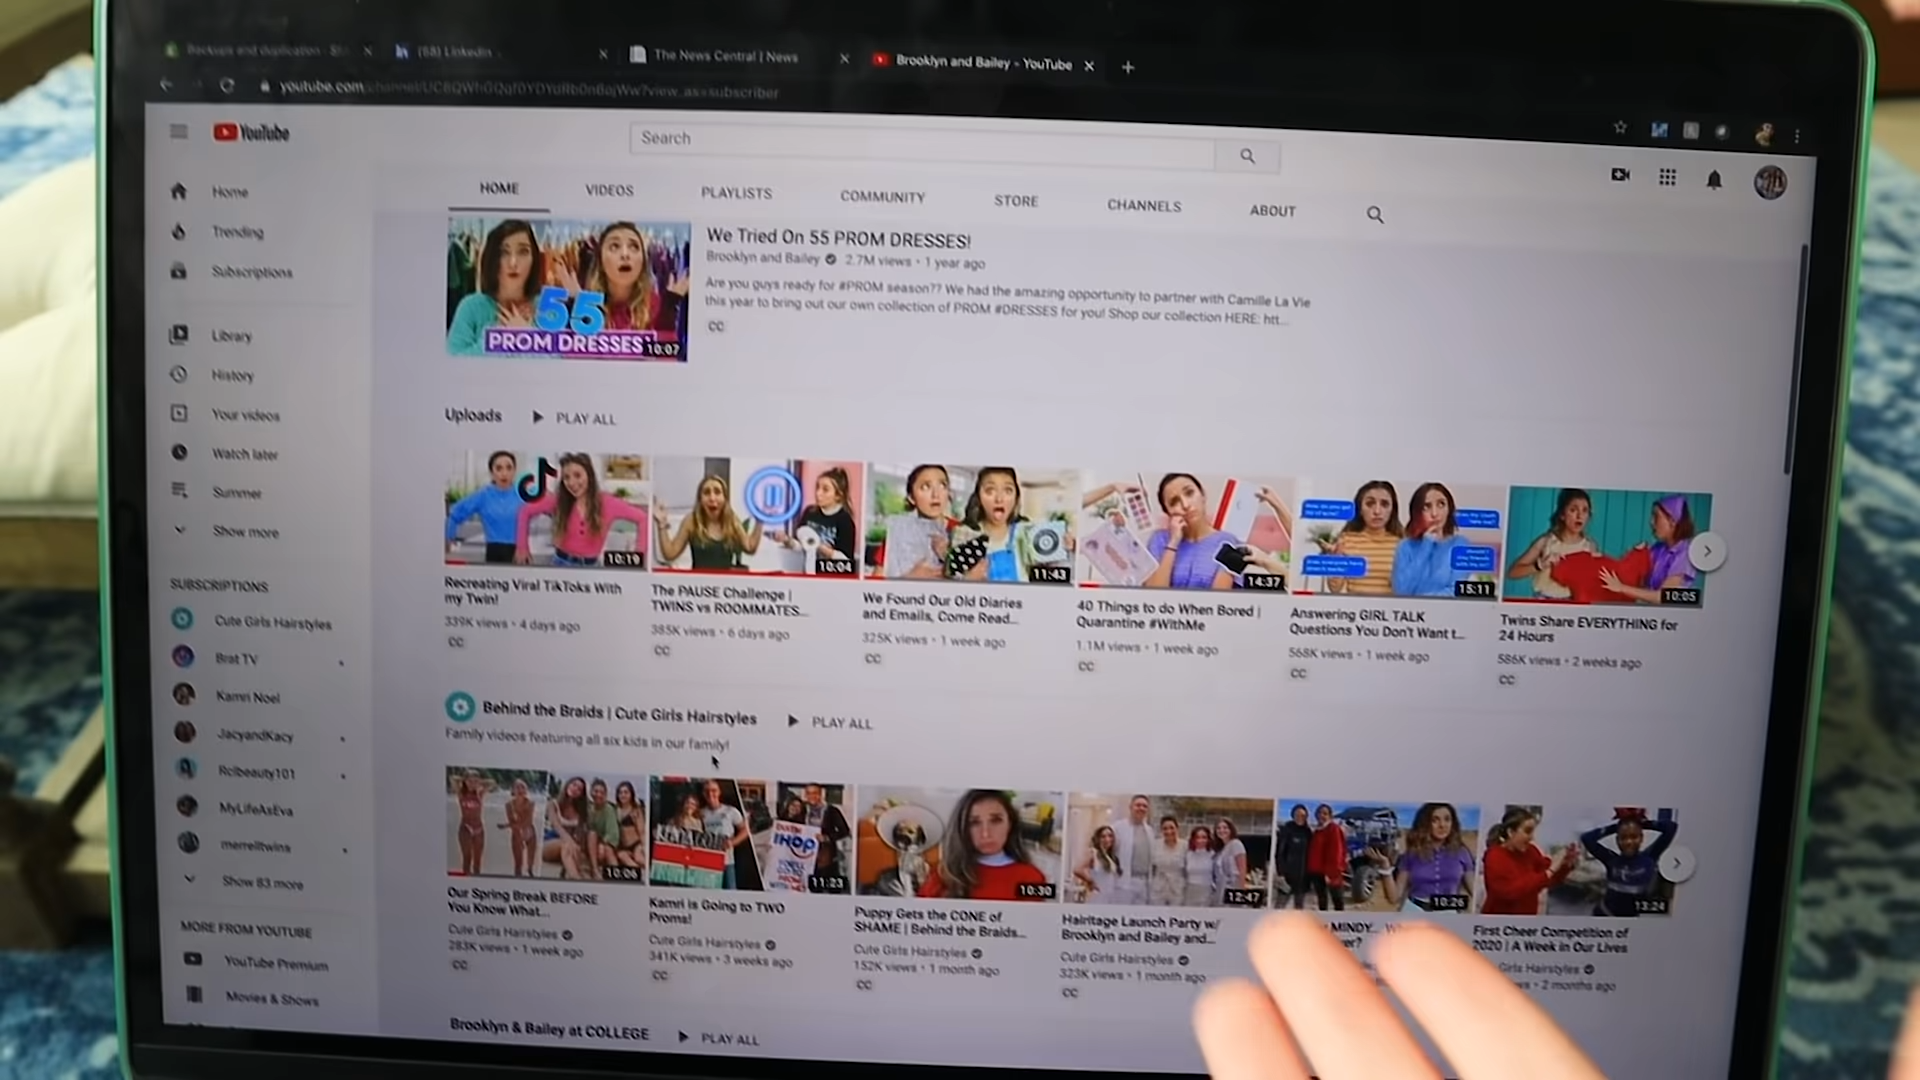 Backups and duplication - S
(58) LinkedIn
The News Central | News
Brooklyn and Bailey - YouTube
youtube.com
view_as=subscriber
YouTube
Search
Home
Trending
Subscriptions
Library
History
Your videos
Watch later
Summer
Show more
SUBSCRIPTIONS
Cute Girls Hairstyles
Brat TV
Kamri Noel
JacyandKacy
Rclbeauty101
MyLifeAsEva
merrelltwins
Show 83 more
MORE FROM YOUTUBE
YouTube Premium
Movies & Shows
HOME VIDEOS PLAYLISTS COMMUNITY STORE CHANNELS ABOUT
55
PROM DRESSES
10:07
We Tried On 55 PROM DRESSES!
Brooklyn and Bailey 2.7M views • 1 year ago
Are you guys ready for #PROM season?? We had the amazing opportunity to partner with Camille La Vie
this year to bring out our own collection of PROM #DRESSES for you! Shop our collection HERE: htt...
CC
Uploads PLAY ALL
10:19
Recreating Viral TikToks With
my Twin!
339K views • 4 days ago
CC
10:04
The PAUSE Challenge |
TWINS vs ROOMMATES...
385K views • 6 days ago
CC
11:43
We Found Our Old Diaries
and Emails, Come Read...
325K views • 1 week ago
CC
14:37
40 Things to do When Bored |
Quarantine #WithMe
1.1M views • 1 week ago
CC
15:11
Answering GIRL TALK
Questions You Don't Want t...
568K views • 1 week ago
CC
10:05
Twins Share EVERYTHING for
24 Hours
586K views • 2 weeks ago
CC
Behind the Braids | Cute Girls Hairstyles PLAY ALL
Family videos featuring all six kids in our family!
10:06
Our Spring Break BEFORE
You Know What...
Cute Girls Hairstyles
283K views • 1 week ago
CC
IHOP
11:23
Kamri is Going to TWO
Proms!
Cute Girls Hairstyles
341K views • 3 weeks ago
CC
10:30
Puppy Gets the CONE of
SHAME | Behind the Braids...
Cute Girls Hairstyles
152K views • 1 month ago
CC
12:47
Hairitage Launch Party w/
Brooklyn and Bailey and...
Cute Girls Hairstyles
323K views • 1 month ago
CC
10:26
MINDY...
13:24
First Cheer Competition of
2020 | A Week in Our Lives
Girls Hairstyles
• 2 months ago
Brooklyn & Bailey at COLLEGE PLAY ALL